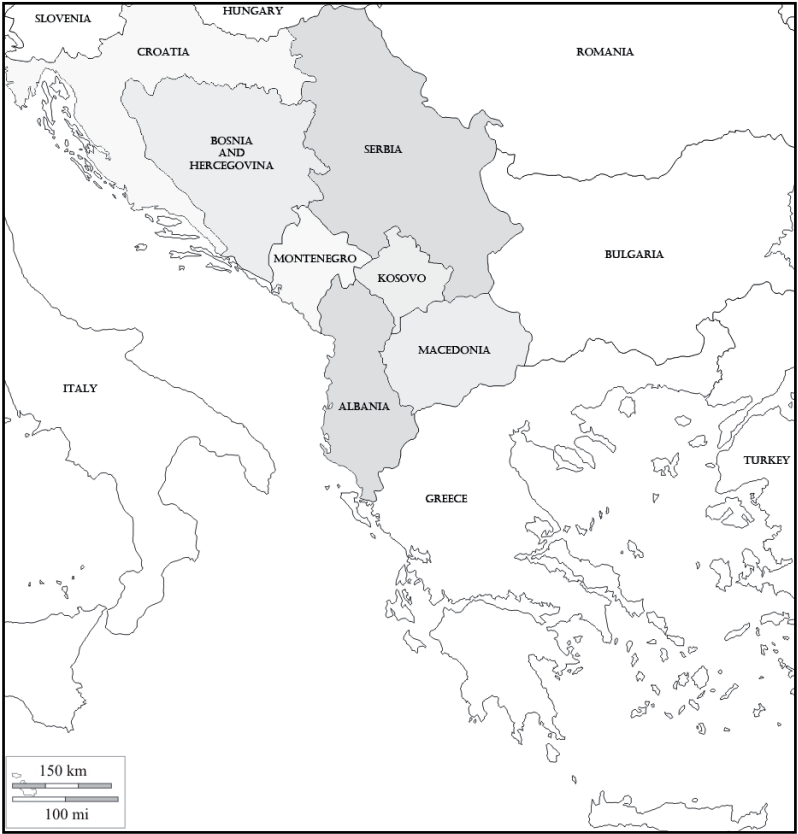 SLOVENIA
HUNGARY
CROATIA
ROMANIA
BOSNIA
AND
HERCEGOVINA
SERBIA
MONTENEGRO
KOSOVO
BULGARIA
MACEDONIA
ITALY
ALBANIA
TURKEY
GREECE
150 km
100 mi